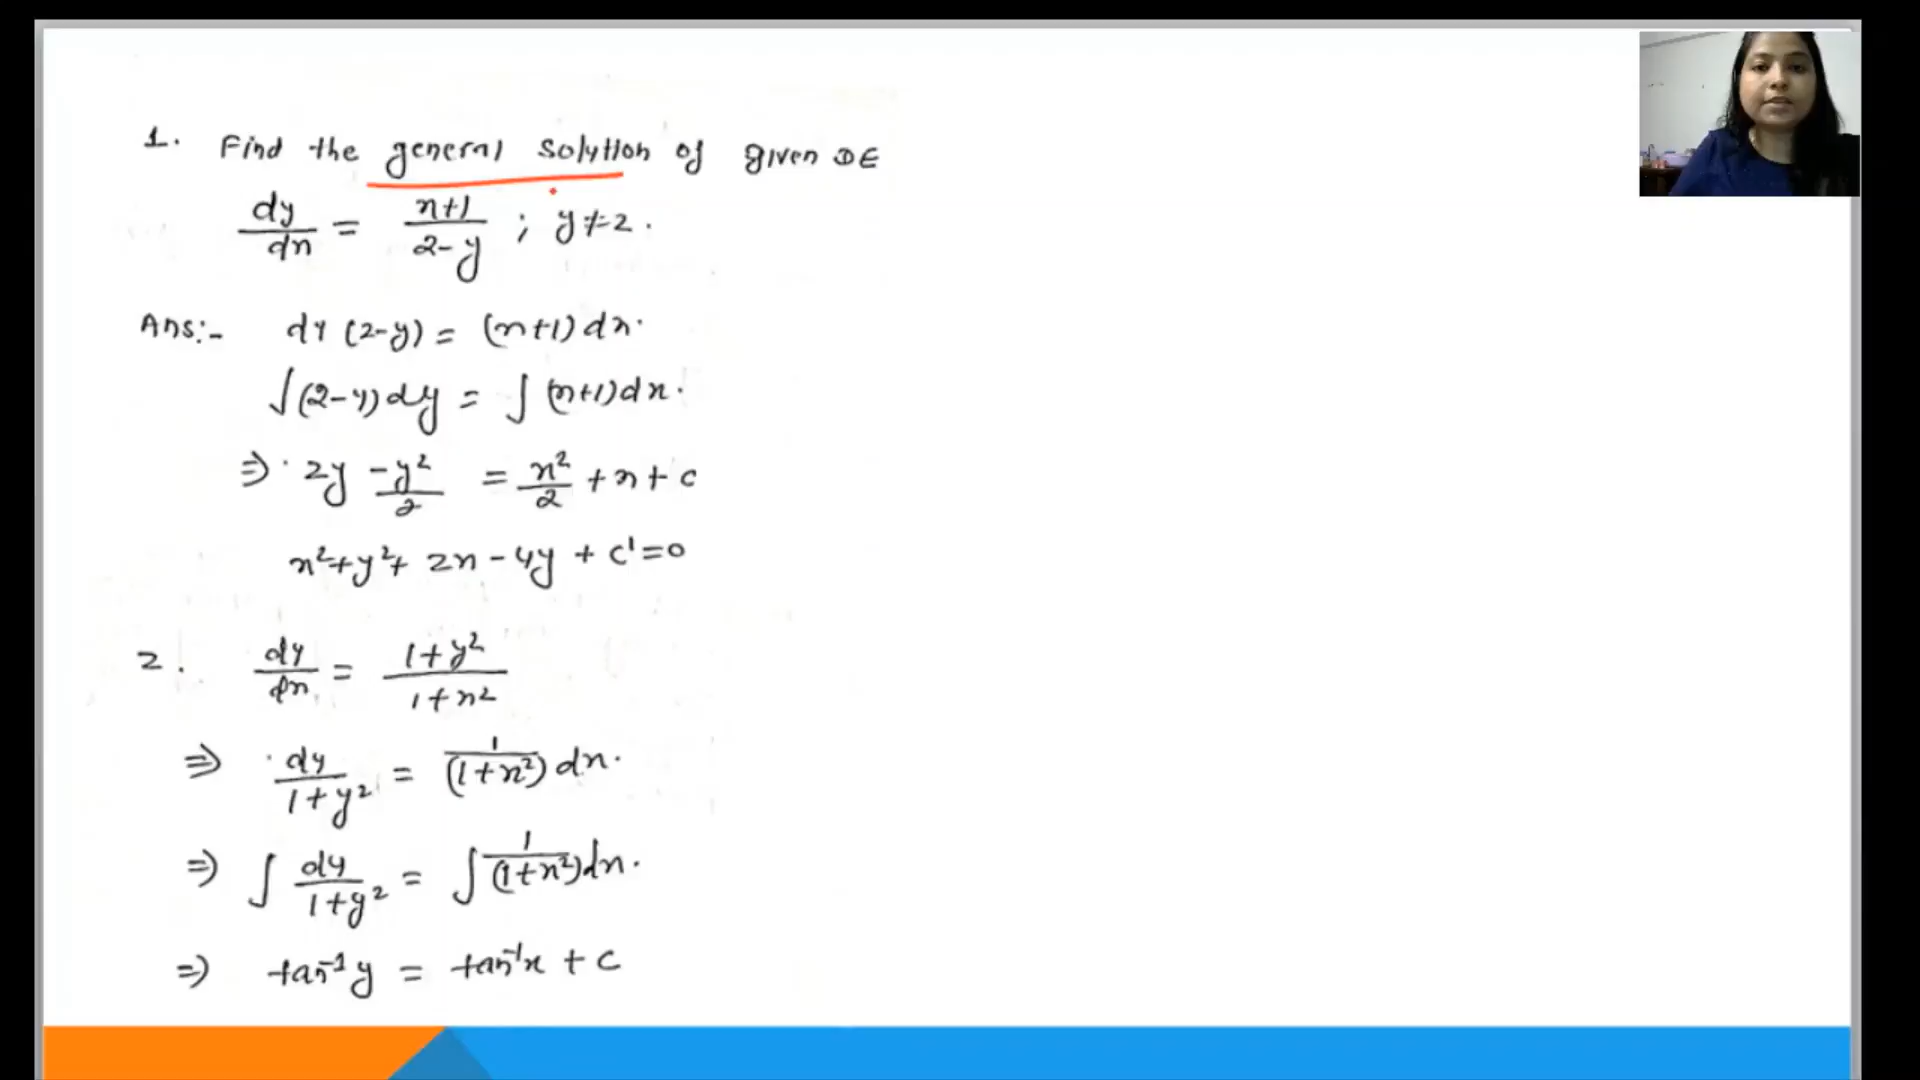 1. Find the general solution of given DE
dy/dx = x+1/2-y ; y≠2.
Ans:- dy (2-y) = (x+1) dx.
∫(2-y) dy = ∫ (x+1) dx.
⇒ 2y -y²/2 = x²/2 + x + c
x²+y²+ 2x - 4y + c' = 0
2. dy/dx = 1+y²/1+x²
⇒ dy/1+y² = 1/(1+x²) dx.
⇒ ∫ dy/1+y² = ∫ 1/(1+x²) dx.
⇒ tan⁻¹y = tan⁻¹x + c